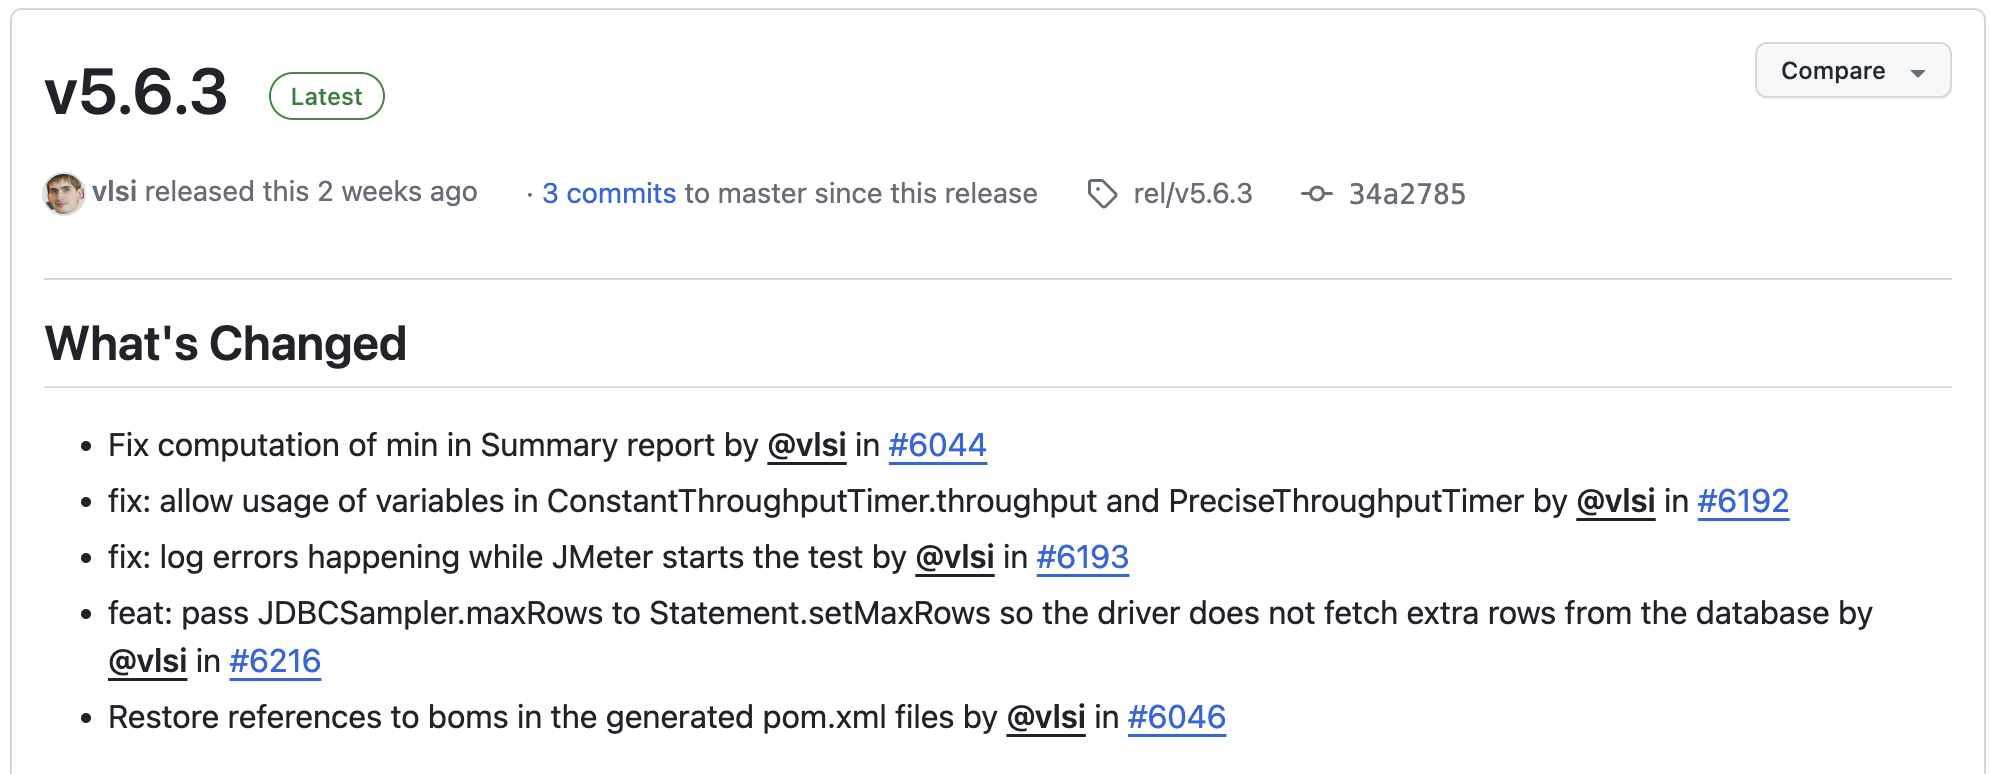 v5.6.3 Latest Compare
vlsi released this 2 weeks ago · 3 commits to master since this release rel/v5.6.3 34a2785
What's Changed
• Fix computation of min in Summary report by @vlsi in #6044
• fix: allow usage of variables in ConstantThroughputTimer.throughput and PreciseThroughputTimer by @vlsi in #6192
• fix: log errors happening while JMeter starts the test by @vlsi in #6193
• feat: pass JDBCSampler.maxRows to Statement.setMaxRows so the driver does not fetch extra rows from the database by
@vlsi in #6216
• Restore references to boms in the generated pom.xml files by @vlsi in #6046